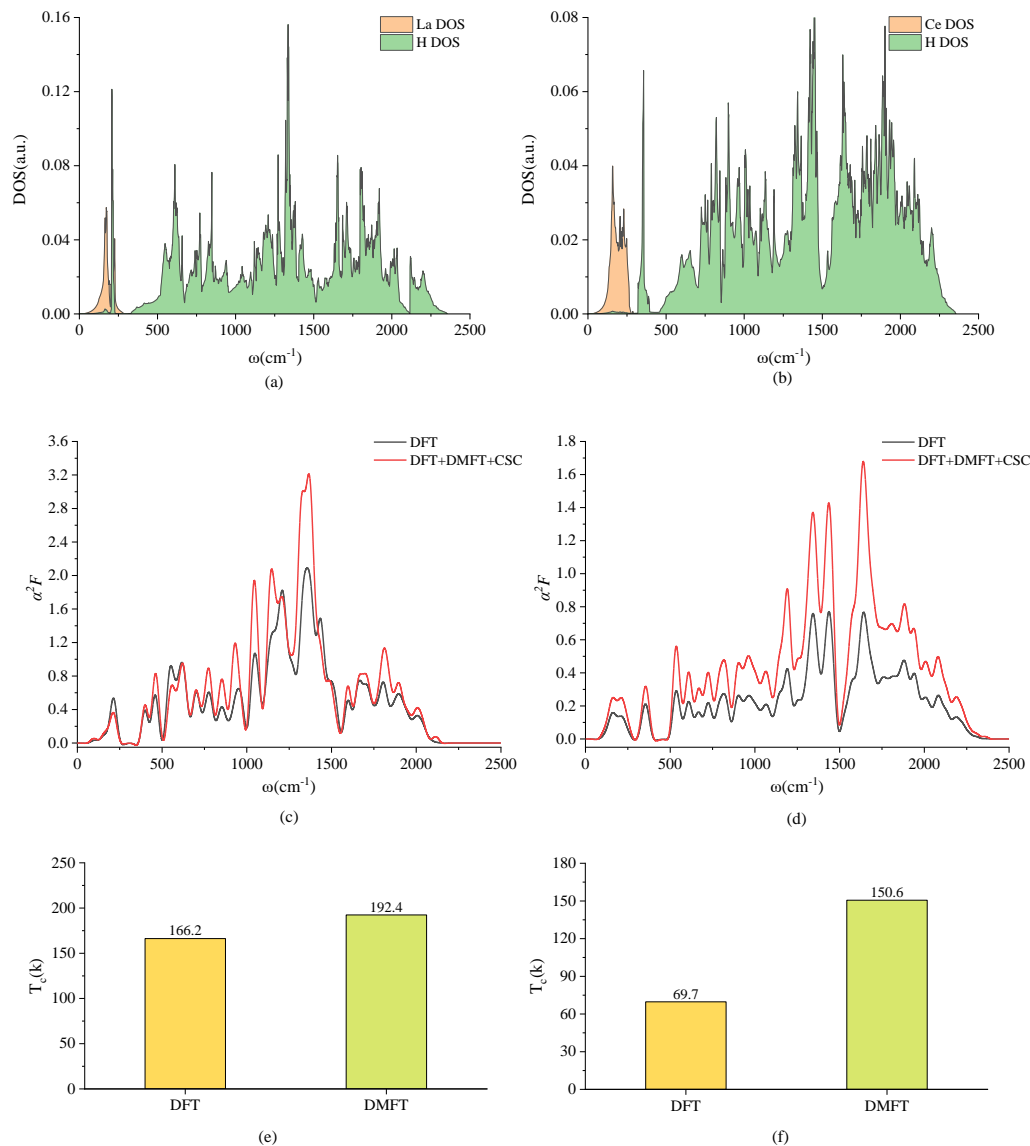 La DOS
H DOS
0.16
0.12
0.08
0.04
0.00
DOS(a.u.)
0 500 1000 1500 2000 2500
ω(cm⁻¹)
(a)
Ce DOS
H DOS
0.08
0.06
0.04
0.02
0.00
DOS(a.u.)
0 500 1000 1500 2000 2500
ω(cm⁻¹)
(b)
DFT
DFT+DMFT+CSC
3.6
3.2
2.8
2.4
2.0
1.6
1.2
0.8
0.4
0.0
α²F
0 500 1000 1500 2000 2500
ω(cm⁻¹)
(c)
DFT
DFT+DMFT+CSC
1.8
1.6
1.4
1.2
1.0
0.8
0.6
0.4
0.2
0.0
α²F
0 500 1000 1500 2000 2500
ω(cm⁻¹)
(d)
250
200
150
100
50
0
T_c(k)
166.2
192.4
DFT DMFT
(e)
180
150
120
90
60
30
0
T_c(k)
69.7
150.6
DFT DMFT
(f)